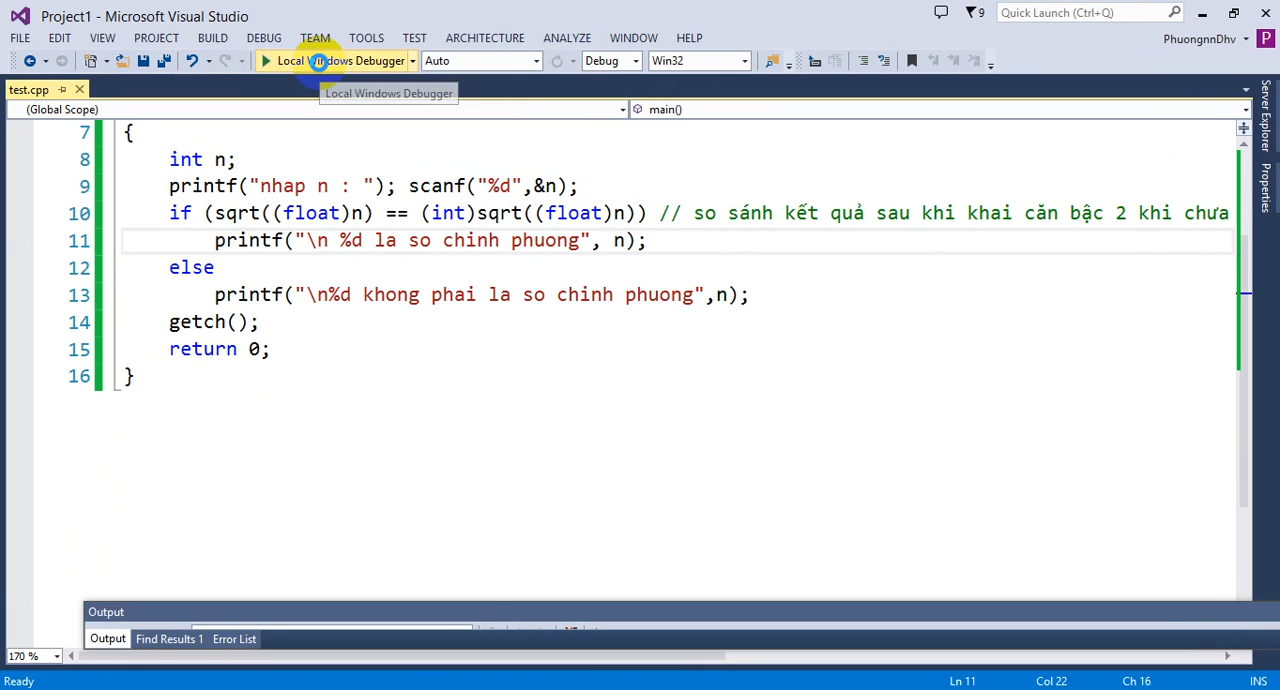 Project1 - Microsoft Visual Studio
9
Quick Launch (Ctrl+Q)
FILE EDIT VIEW PROJECT BUILD DEBUG TEAM TOOLS TEST ARCHITECTURE ANALYZE WINDOW HELP
PhuongnnDhv P
Local Windows Debugger Auto Debug Win32
test.cpp
Local Windows Debugger
(Global Scope) main()
Server Explorer
Properties
7 {
8 int n;
9 printf("nhap n : "); scanf("%d",&n);
10 if (sqrt((float)n) == (int)sqrt((float)n)) // so sánh kết quả sau khi khai căn bậc 2 khi chưa
11 printf("\n %d la so chinh phuong", n);
12 else
13 printf("\n%d khong phai la so chinh phuong",n);
14 getch();
15 return 0;
16 }
Output
Output Find Results 1 Error List
170 %
Ready Ln 11 Col 22 Ch 16 INS